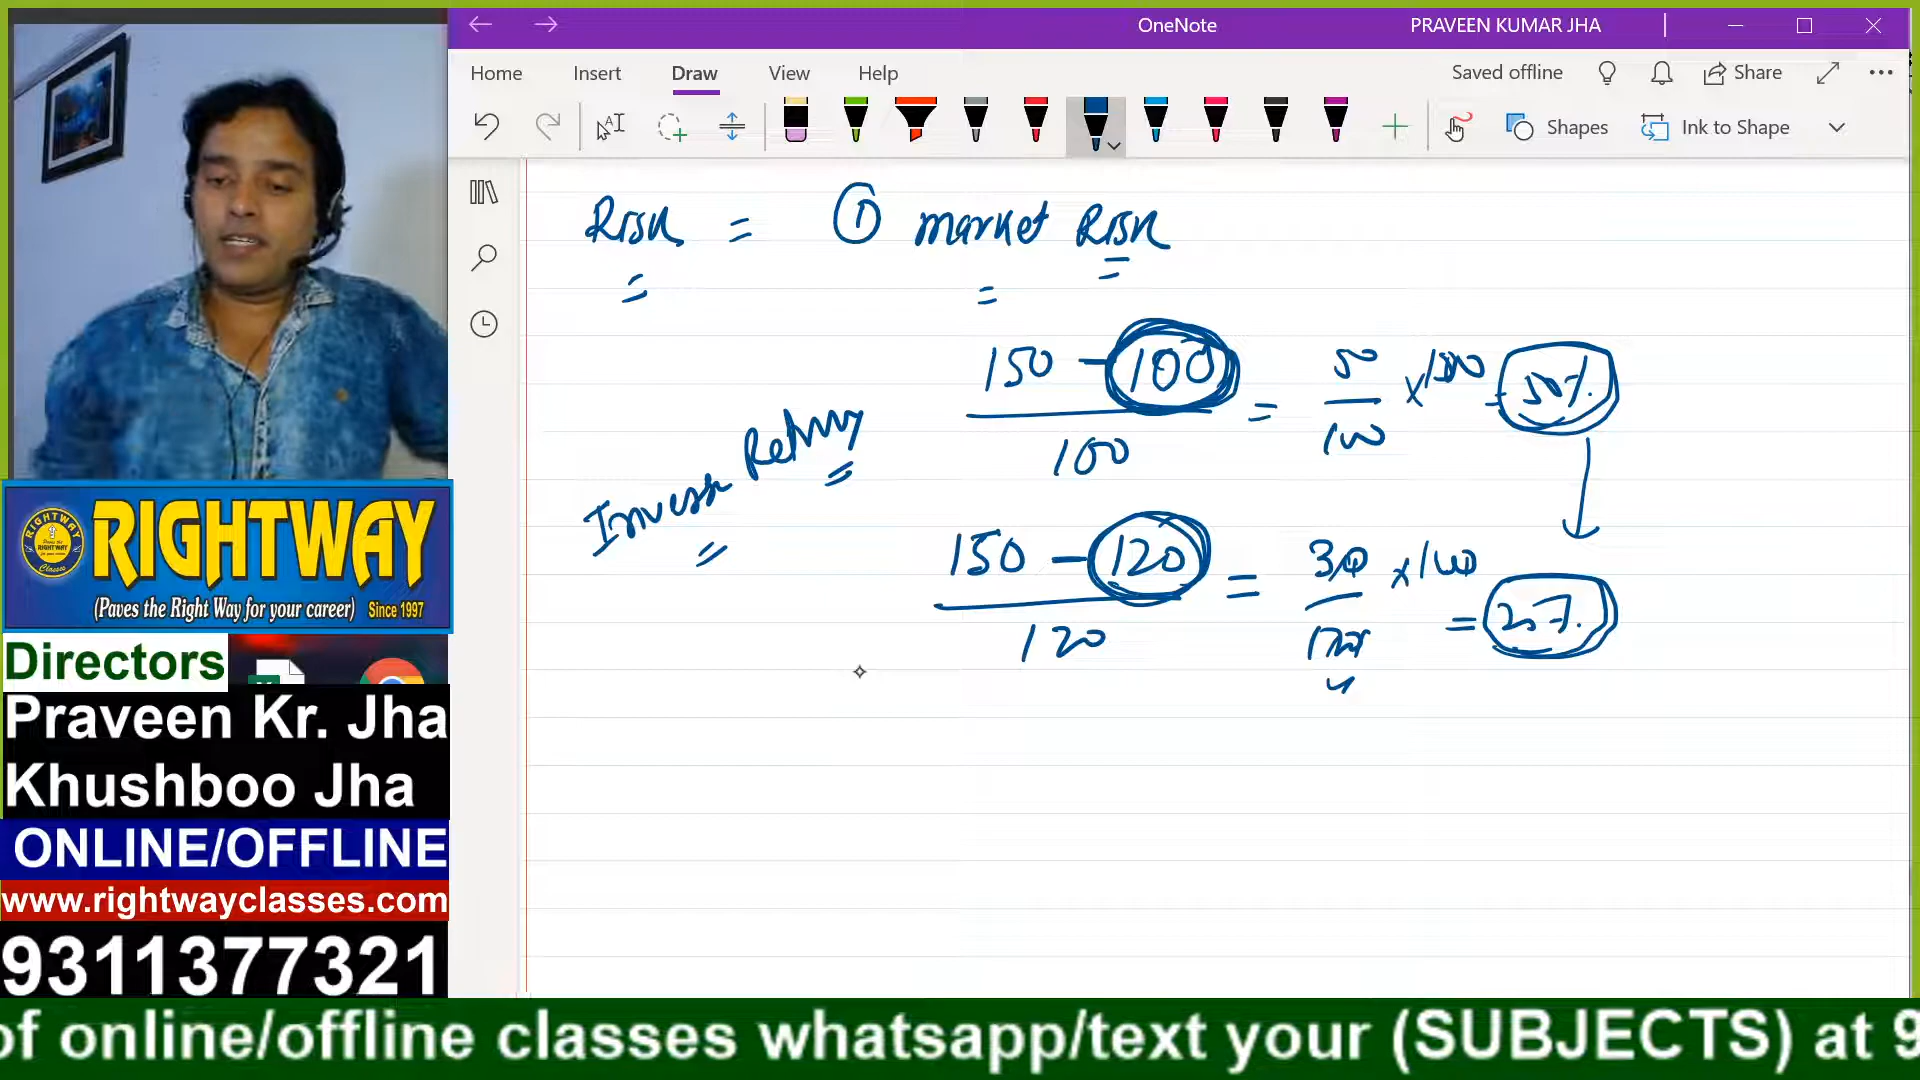 OneNote PRAVEEN KUMAR JHA
Home Insert Draw View Help Saved offline Share
Shapes Ink to Shape
Risk = ① market Risk
150 - 100 = 50 × 100 = 50%
100 100
Return
Invest
150 - 120 = 30 × 100
120 120 = 25%
RIGHTWAY
RIGHTWAY
Classes
(Paves the Right Way for your career) Since 1997
Directors
Praveen Kr. Jha
Khushboo Jha
ONLINE/OFFLINE
www.rightwayclasses.com
9311377321
of online/offline classes whatsapp/text your (SUBJECTS) at 9